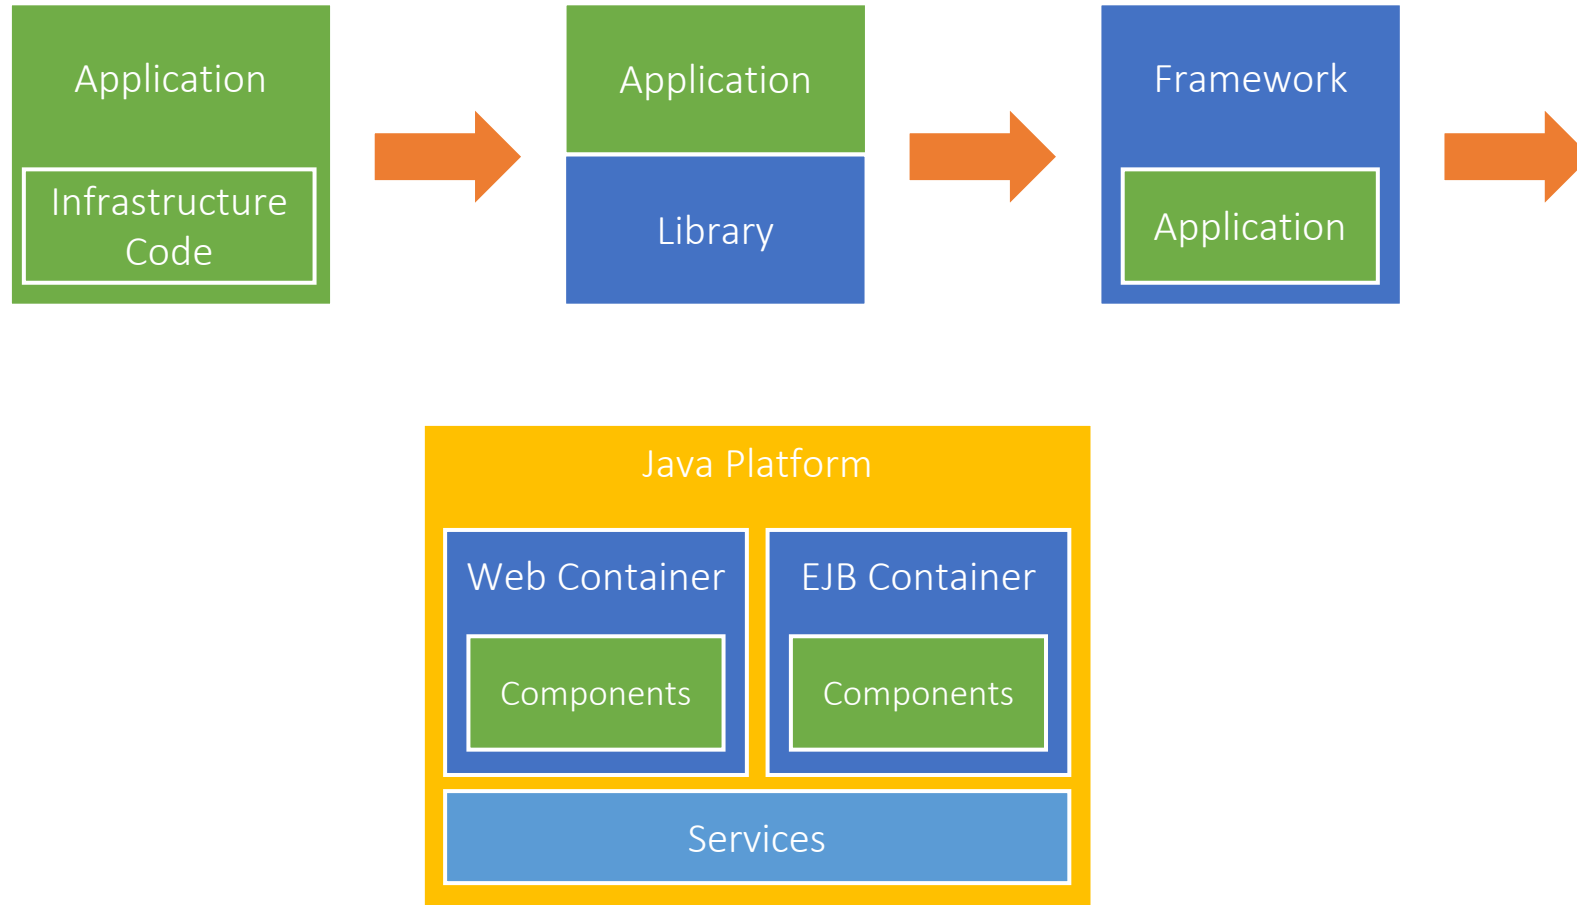 Application
Infrastructure
Code
Application
Library
Framework
Application
Java Platform
Web Container
Components
EJB Container
Components
Services